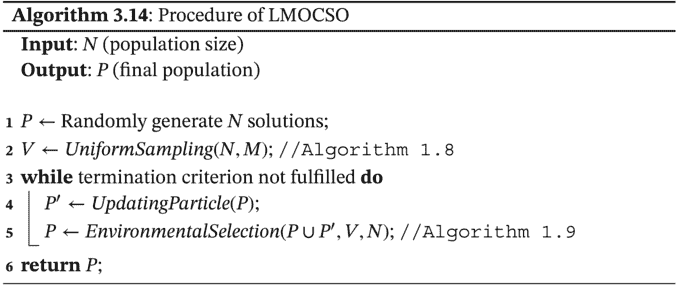 Algorithm 3.14: Procedure of LMOCSO
Input: N (population size)
Output: P (final population)
1 P ← Randomly generate N solutions;
2 V ← UniformSampling(N, M); //Algorithm 1.8
3 while termination criterion not fulfilled do
4 P′ ← UpdatingParticle(P);
5 P ← EnvironmentalSelection(P ∪ P′, V, N); //Algorithm 1.9
6 return P;